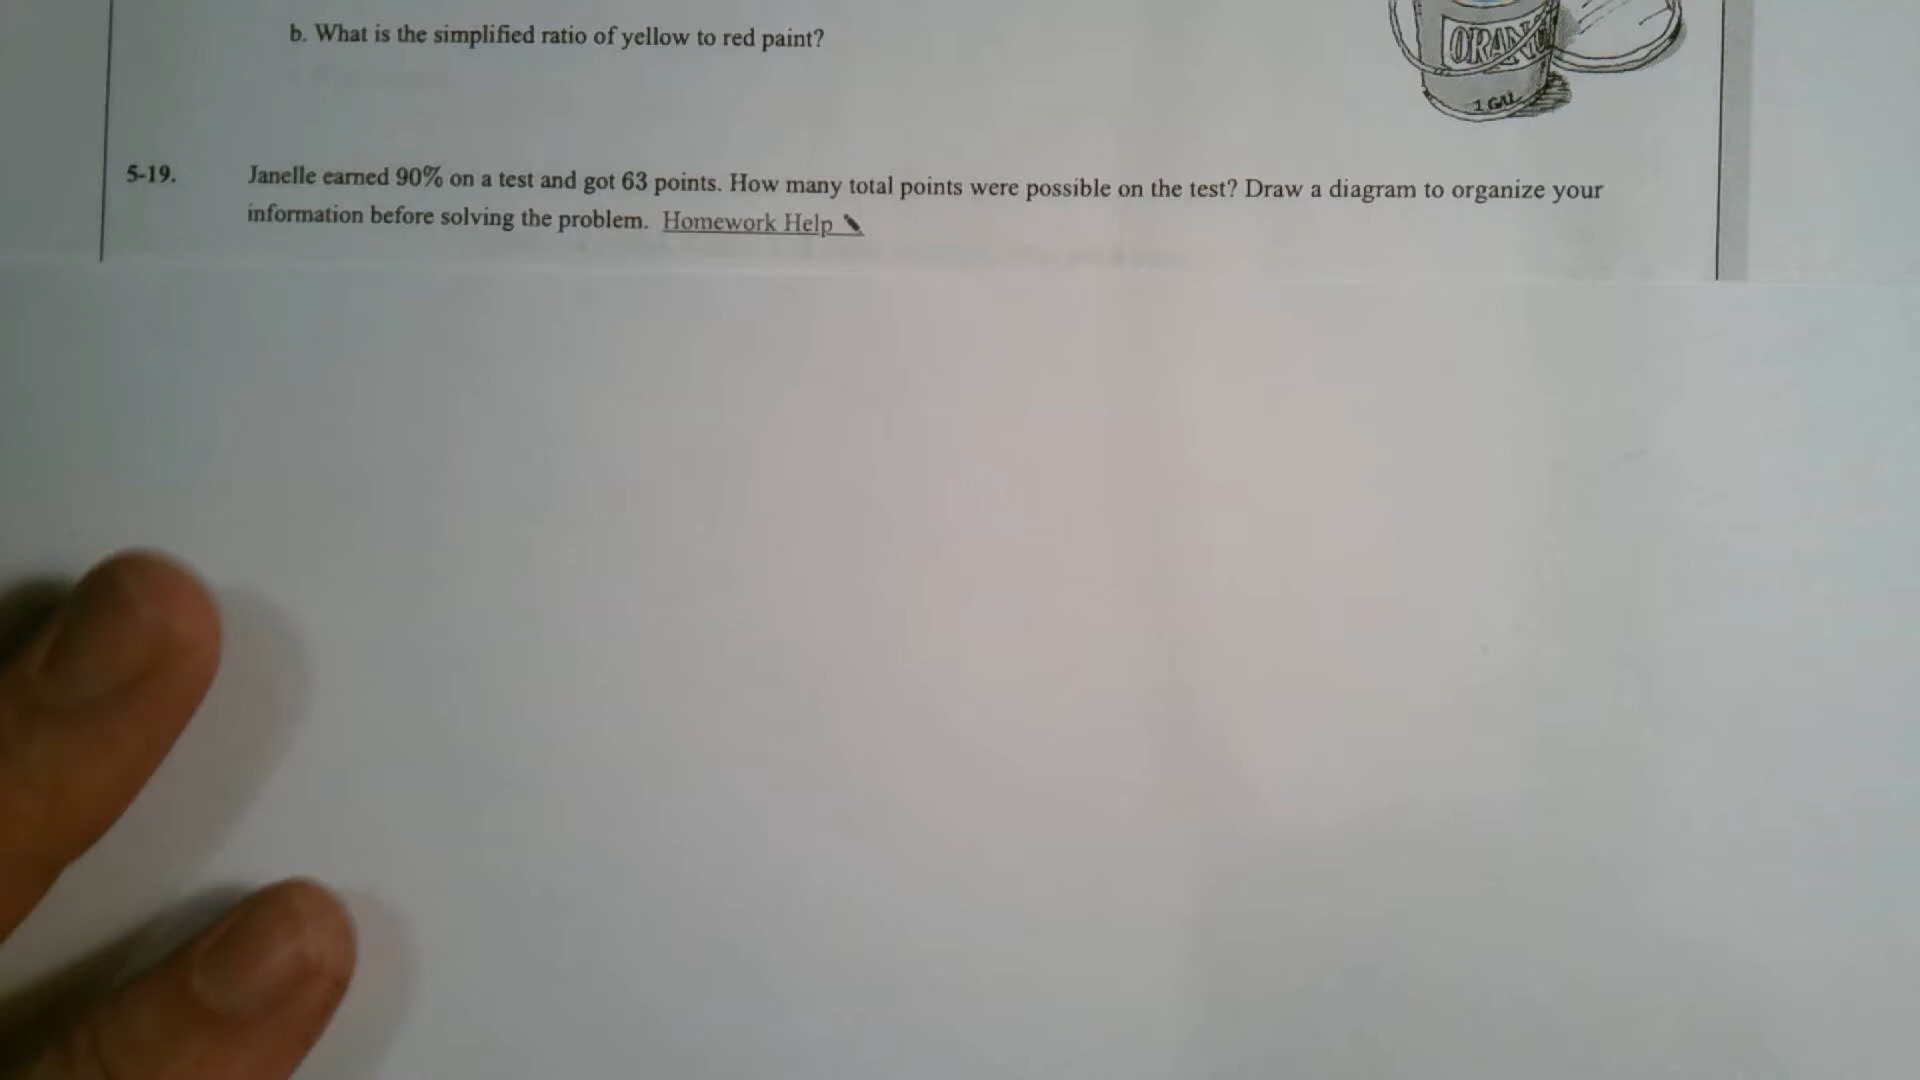 b. What is the simplified ratio of yellow to red paint?
ORANG
1 GAL
5-19. Janelle earned 90% on a test and got 63 points. How many total points were possible on the test? Draw a diagram to organize your
information before solving the problem. Homework Help